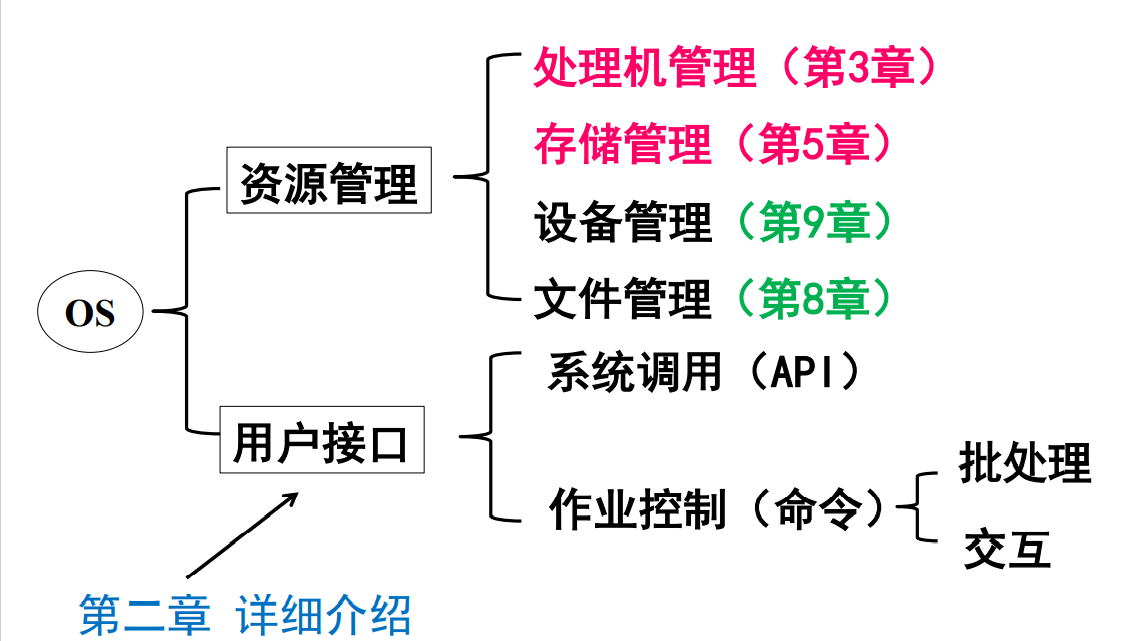 处理机管理（第3章）
存储管理（第5章）
资源管理
设备管理（第9章）
文件管理（第8章）
OS
系统调用（API）
用户接口
批处理
作业控制（命令）
交互
第二章 详细介绍